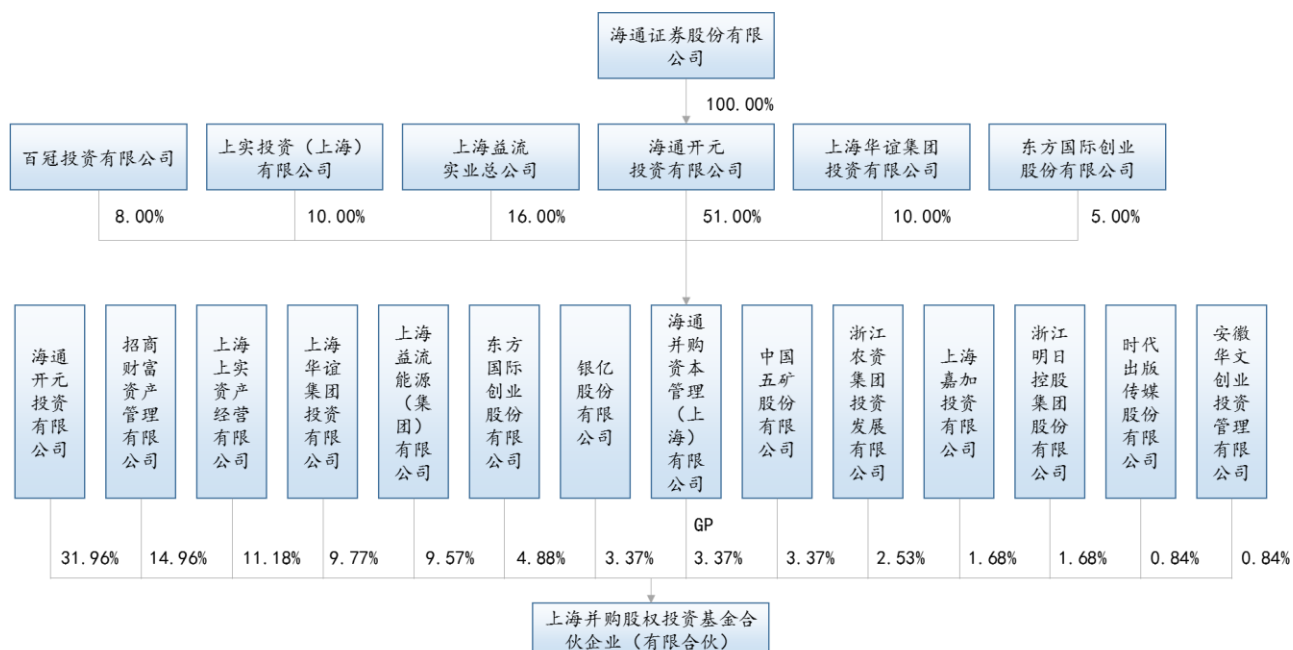 海通证券股份有限
公司
100.00%
百冠投资有限公司
上实投资（上海）
有限公司
上海益流
实业总公司
海通开元
投资有限公司
上海华谊集团
投资有限公司
东方国际创业
股份有限公司
8.00%
10.00%
16.00%
51.00%
10.00%
5.00%
海通
开元
投资
有限
公司
招商
财富
资产
管理
有限
公司
上海
上实
资产
经营
有限
公司
上海
华谊
集团
投资
有限
公司
上海
益流
能源
（集
团）
有限
公司
东方
国际
创业
股份
有限
公司
银亿
股份
有限
公司
海通
并购
资本
管理
（上
海）
有限
公司
中国
五矿
股份
有限
公司
浙江
农资
集团
投资
发展
有限
公司
上海
嘉加
投资
有限
公司
浙江
明日
控股
集团
股份
有限
公司
时代
出版
传媒
股份
有限
公司
安徽
华文
创业
投资
管理
有限
公司
GP
31.96%
14.96%
11.18%
9.77%
9.57%
4.88%
3.37%
3.37%
3.37%
2.53%
1.68%
1.68%
0.84%
0.84%
上海并购股权投资基金合
伙企业（有限合伙）